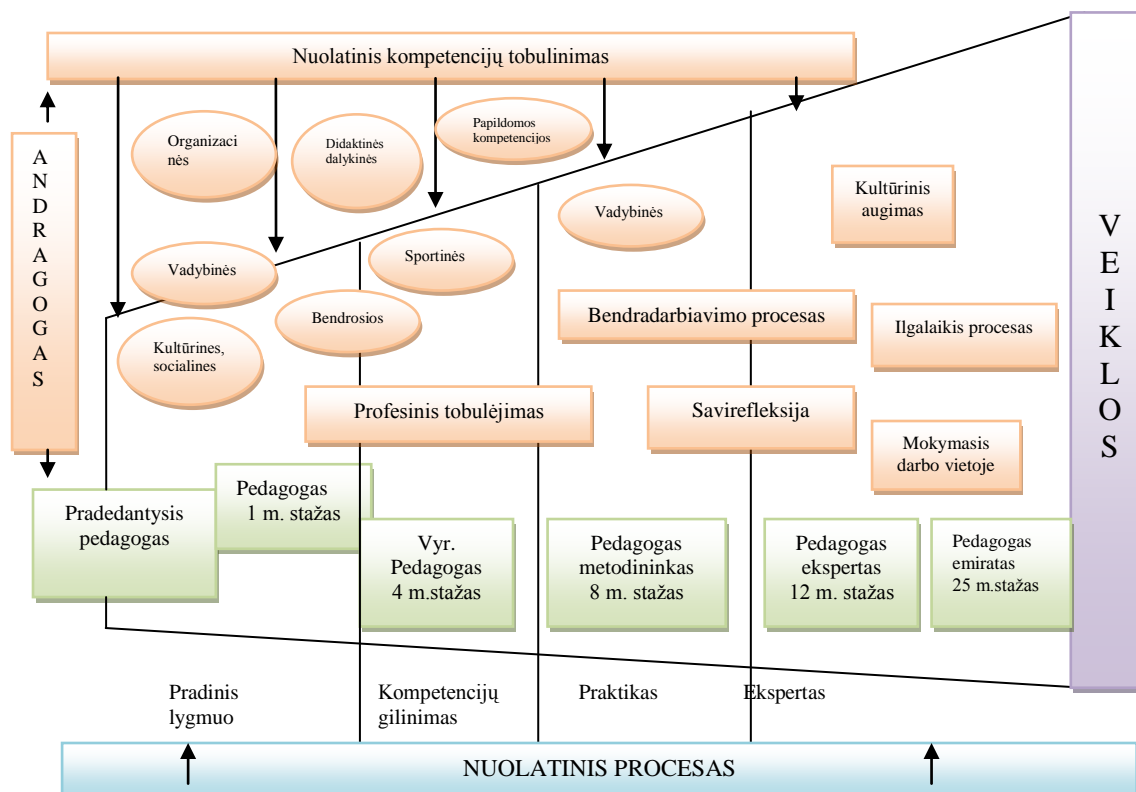 Nuolatinis kompetencijų tobulinimas
ANDRAGOGAS
Organizaci
nės
Didaktinės
dalykinės
Papildomos
kompetencijos
Vadybinės
Sportinės
Bendrosios
Kultūrines,
socialines
Vadybinės
Kultūrinis
augimas
Bendradarbiavimo procesas
Ilgalaikis procesas
Profesinis tobulėjimas
Savirefleksija
Mokymasis
darbo vietoje
VEIKLOS
Pradedantysis
pedagogas
Pedagogas
1 m. stažas
Vyr.
Pedagogas
4 m.stažas
Pedagogas
metodininkas
8 m. stažas
Pedagogas
ekspertas
12 m. stažas
Pedagogas
emiratas
25 m.stažas
Pradinis
lygmuo
Kompetencijų
gilinimas
Praktikas
Ekspertas
NUOLATINIS PROCESAS